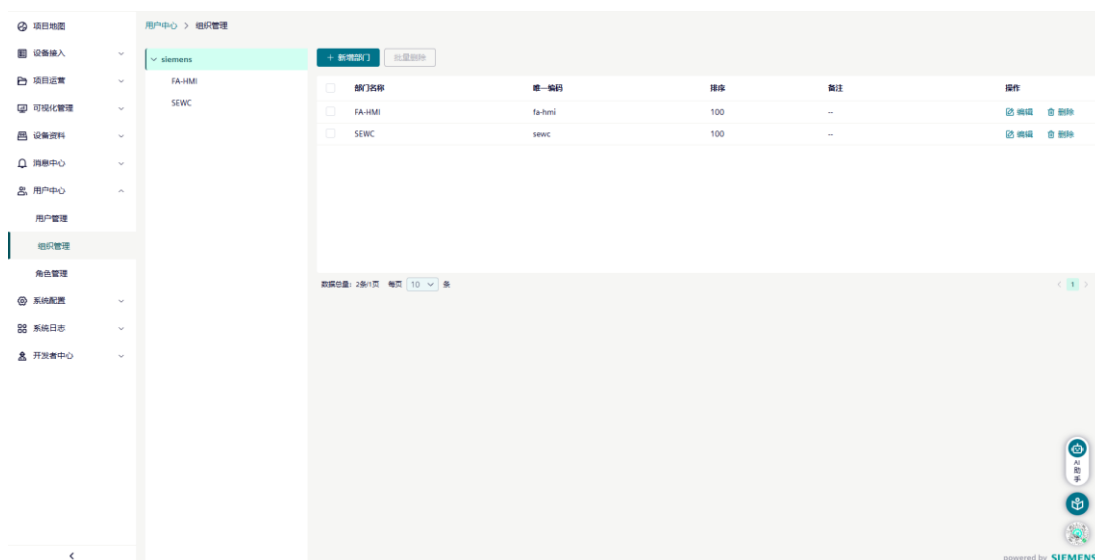 项目地图
设备接入
项目运营
可视化管理
设备资料
消息中心
用户中心
用户管理
组织管理
角色管理
系统配置
系统日志
开发者中心
用户中心 > 组织管理
siemens
FA-HMI
SEWC
+ 新增部门 批量删除
部门名称 唯一编码 排序 备注 操作
FA-HMI fa-hmi 100 -- 编辑 删除
SEWC sewc 100 -- 编辑 删除
数据总量: 2条/1页 每页 10 条
< 1 >
AI
助
手
powered by SIEMENS